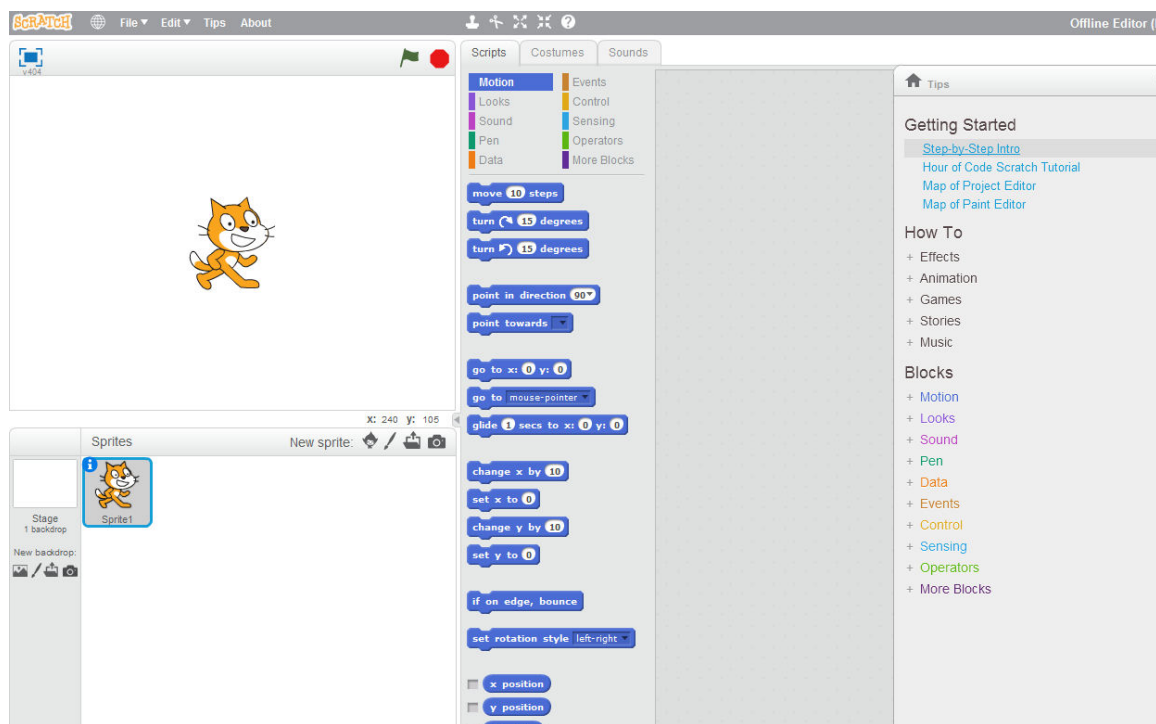 SCRATCH File Edit Tips About
Offline Editor (
v404
Scripts Costumes Sounds
Motion Events
Looks Control
Sound Sensing
Pen Operators
Data More Blocks
move 10 steps
turn 15 degrees
turn 15 degrees
point in direction 90
point towards
go to x: 0 y: 0
go to mouse-pointer
glide 1 secs to x: 0 y: 0
change x by 10
set x to 0
change y by 10
set y to 0
if on edge, bounce
set rotation style left-right
x position
y position
x: 240 y: 105
Sprites New sprite:
Stage
1 backdrop
New backdrop:
Sprite1
Tips
Getting Started
Step-by-Step Intro
Hour of Code Scratch Tutorial
Map of Project Editor
Map of Paint Editor
How To
+ Effects
+ Animation
+ Games
+ Stories
+ Music
Blocks
+ Motion
+ Looks
+ Sound
+ Pen
+ Data
+ Events
+ Control
+ Sensing
+ Operators
+ More Blocks